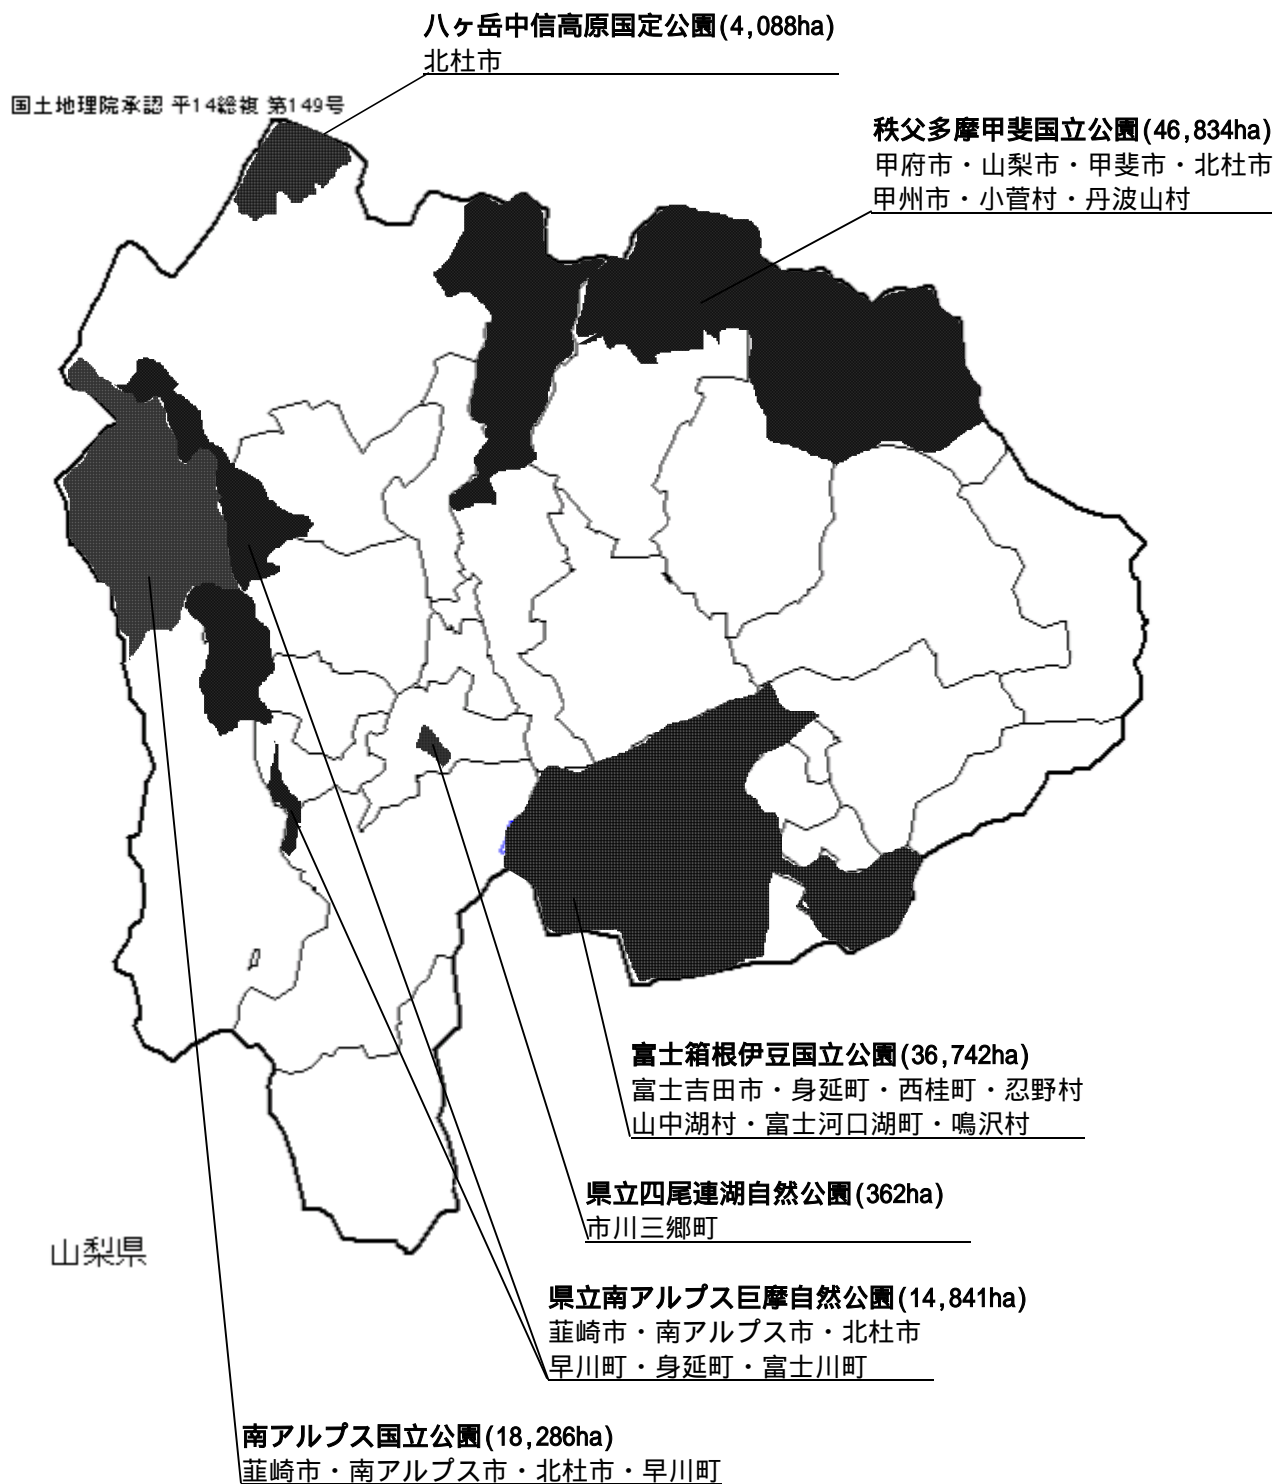 八ヶ岳中信高原国定公園(4,088ha)
北杜市
国土地理院承認 平14総複 第149号
秩父多摩甲斐国立公園(46,834ha)
甲府市・山梨市・甲斐市・北杜市
甲州市・小菅村・丹波山村
富士箱根伊豆国立公園(36,742ha)
富士吉田市・身延町・西桂町・忍野村
山中湖村・富士河口湖町・鳴沢村
県立四尾連湖自然公園(362ha)
市川三郷町
山梨県
県立南アルプス巨摩自然公園(14,841ha)
韮崎市・南アルプス市・北杜市
早川町・身延町・富士川町
南アルプス国立公園(18,286ha)
韮崎市・南アルプス市・北杜市・早川町